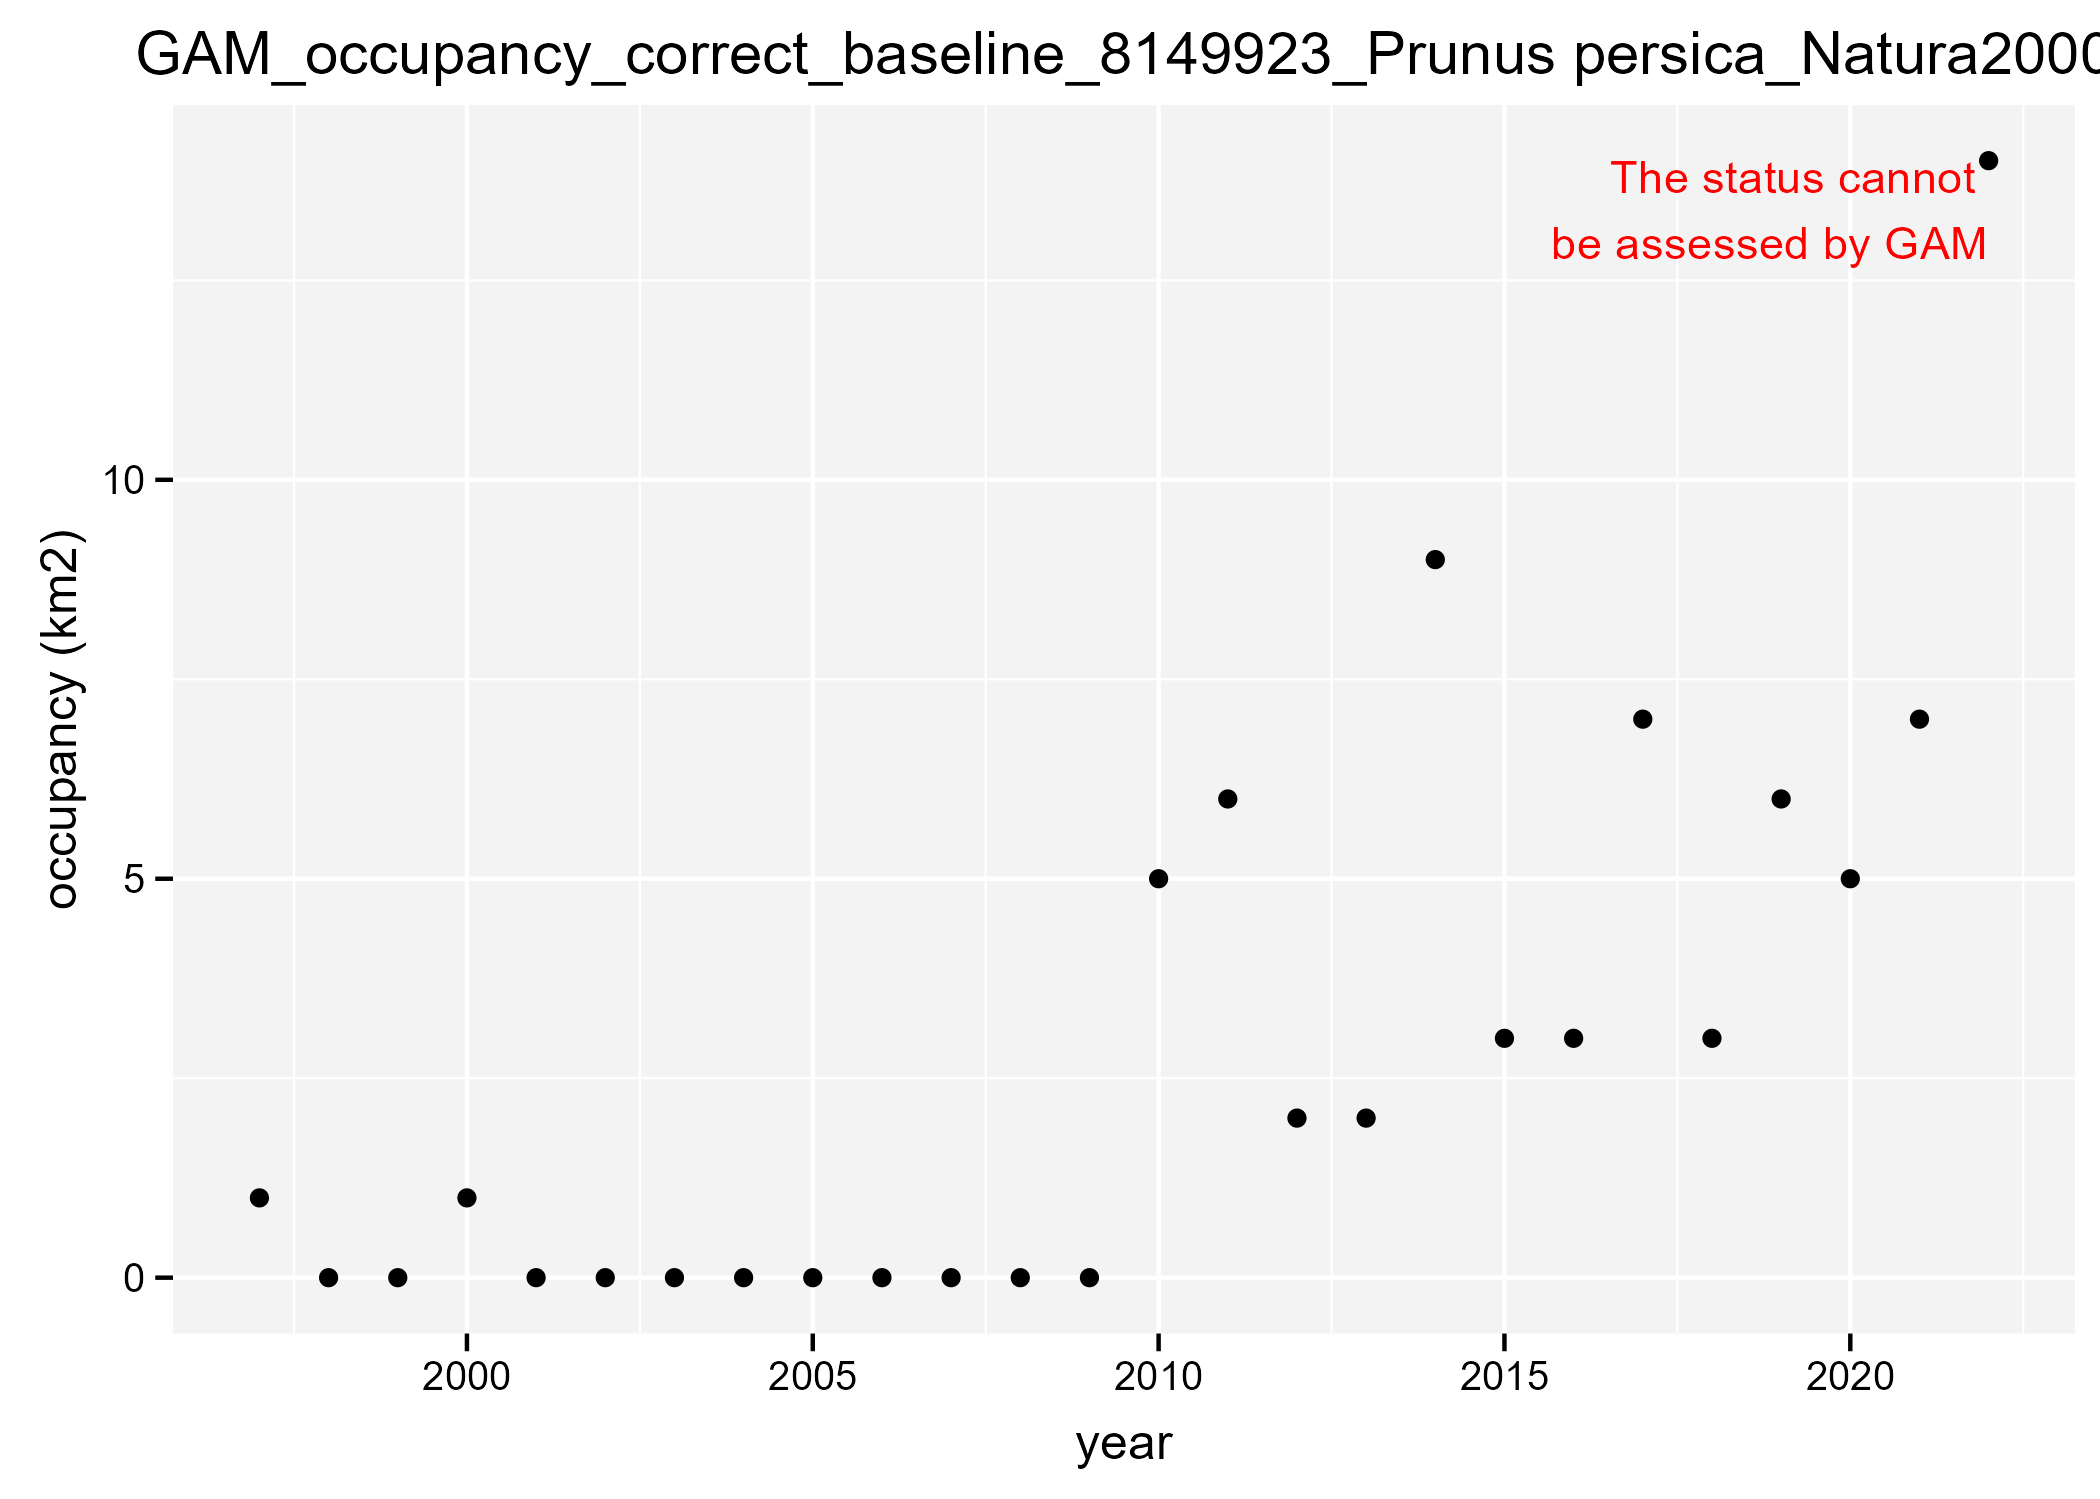 GAM_occupancy_correct_baseline_8149923_Prunus persica_Natura2000
The status cannot
be assessed by GAM
10
5
0
occupancy (km2)
2000 2005 2010 2015 2020
year